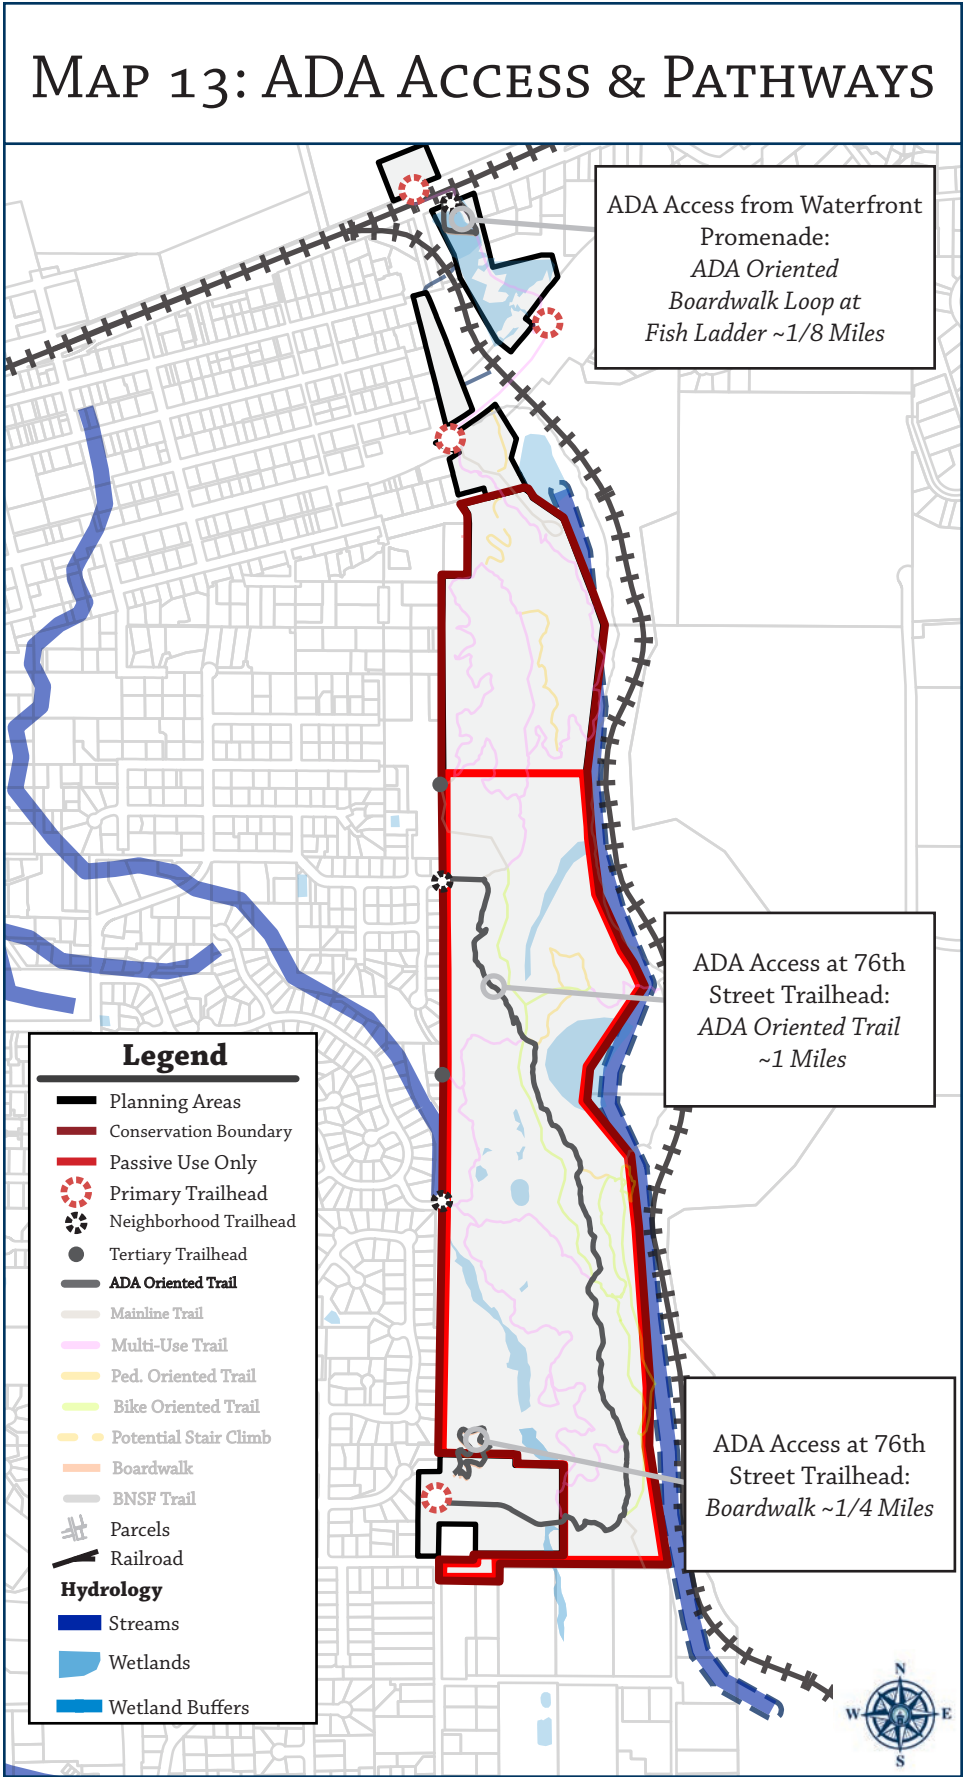 Map 13: ADA Access & Pathways
ADA Access from Waterfront
Promenade:
ADA Oriented
Boardwalk Loop at
Fish Ladder ~1/8 Miles
ADA Access at 76th
Street Trailhead:
ADA Oriented Trail
~1 Miles
Legend
Planning Areas
Conservation Boundary
Passive Use Only
Primary Trailhead
Neighborhood Trailhead
Tertiary Trailhead
ADA Oriented Trail
Mainline Trail
Multi-Use Trail
Ped. Oriented Trail
Bike Oriented Trail
Potential Stair Climb
Boardwalk
BNSF Trail
Parcels
Railroad
Hydrology
Streams
Wetlands
Wetland Buffers
ADA Access at 76th
Street Trailhead:
Boardwalk ~1/4 Miles
N
W E
S